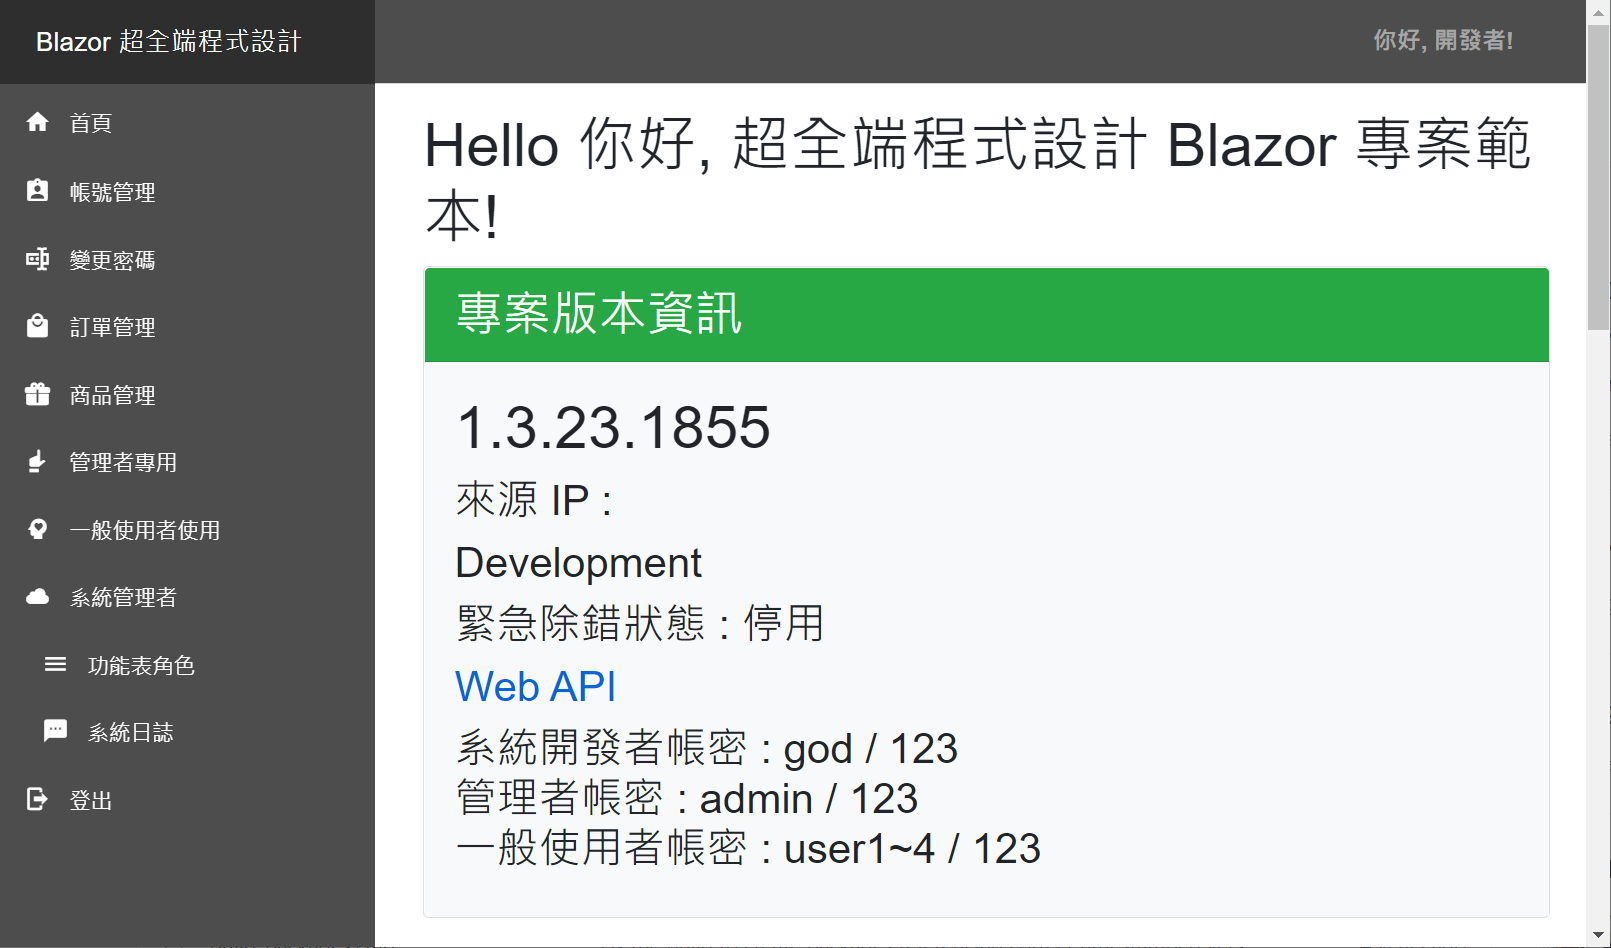 Blazor 超全端程式設計
你好, 開發者!
首頁
帳號管理
變更密碼
訂單管理
商品管理
管理者專用
一般使用者使用
系統管理者
功能表角色
系統日誌
登出
Hello 你好, 超全端程式設計 Blazor 專案範
本!
專案版本資訊
1.3.23.1855
來源 IP :
Development
緊急除錯狀態 : 停用
Web API
系統開發者帳密 : god / 123
管理者帳密 : admin / 123
一般使用者帳密 : user1~4 / 123